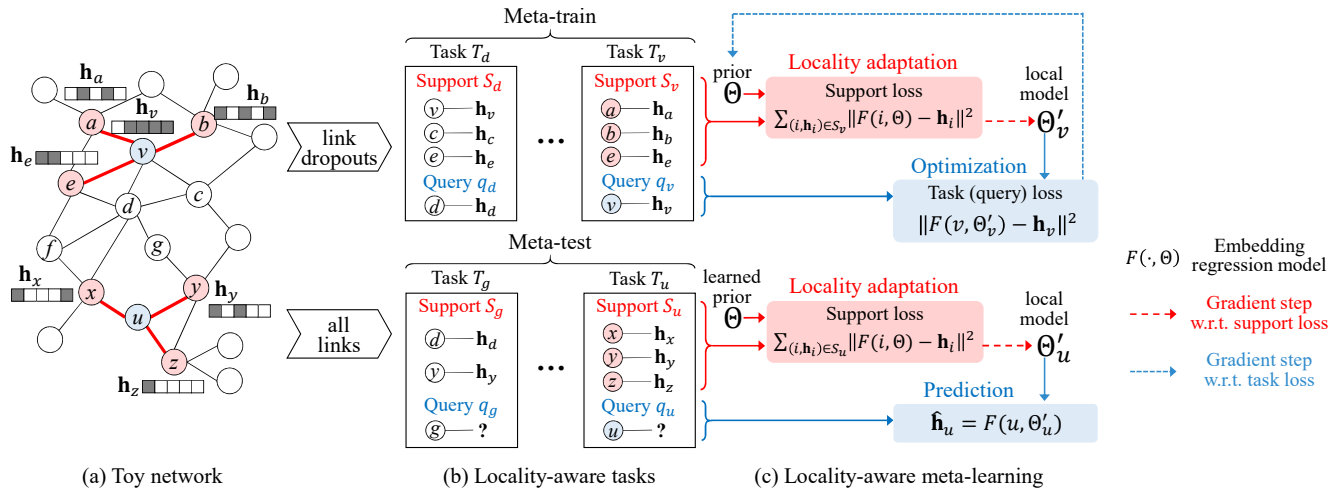 Meta-train
Task T_d
Task T_v
h_a
h_v
h_b
h_e
a
b
v
e
d
c
f
g
h_x
x
y
h_y
u
z
h_z
link
dropouts
all
links
Support S_d
v h_v
c h_c
e h_e
Query q_d
d h_d
...
Support S_v
a h_a
b h_b
e h_e
Query q_v
v h_v
prior
Θ
Locality adaptation
Support loss
∑_{(i,h_i)∈S_v} ‖F(i, Θ) − h_i‖²
local
model
Θ′_v
Optimization
Task (query) loss
‖F(v, Θ′_v) − h_v‖²
Meta-test
Task T_g
Task T_u
Support S_g
d h_d
y h_y
Query q_g
g ?
...
Support S_u
x h_x
y h_y
z h_z
Query q_u
u ?
learned
prior
Θ
Locality adaptation
Support loss
∑_{(i,h_i)∈S_u} ‖F(i, Θ) − h_i‖²
local
model
Θ′_u
Prediction
ĥ_u = F(u, Θ′_u)
F(·, Θ) Embedding
regression model
Gradient step
w.r.t. support loss
Gradient step
w.r.t. task loss
(a) Toy network
(b) Locality-aware tasks
(c) Locality-aware meta-learning